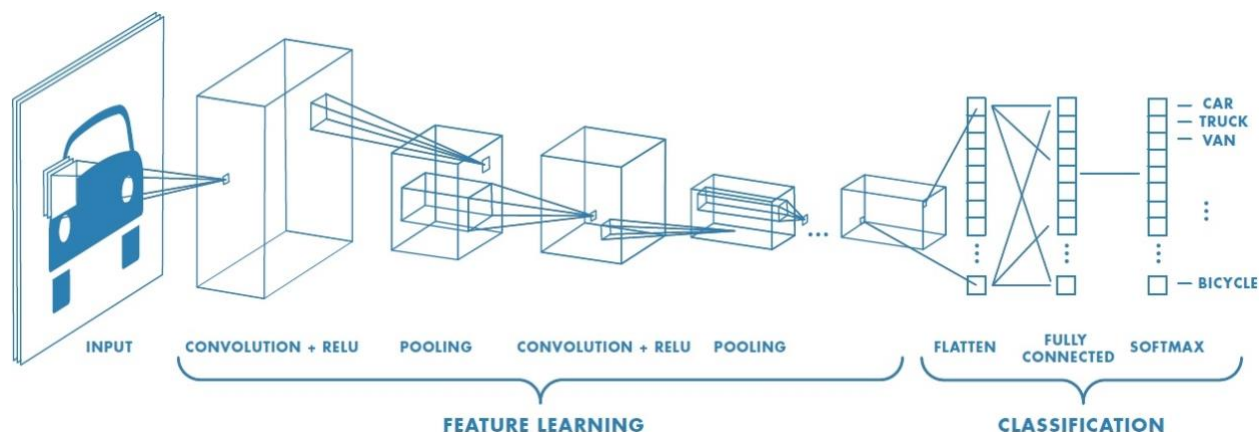 CAR
TRUCK
VAN
BICYCLE
INPUT
CONVOLUTION + RELU
POOLING
CONVOLUTION + RELU
POOLING
FLATTEN
FULLY
CONNECTED
SOFTMAX
FEATURE LEARNING
CLASSIFICATION